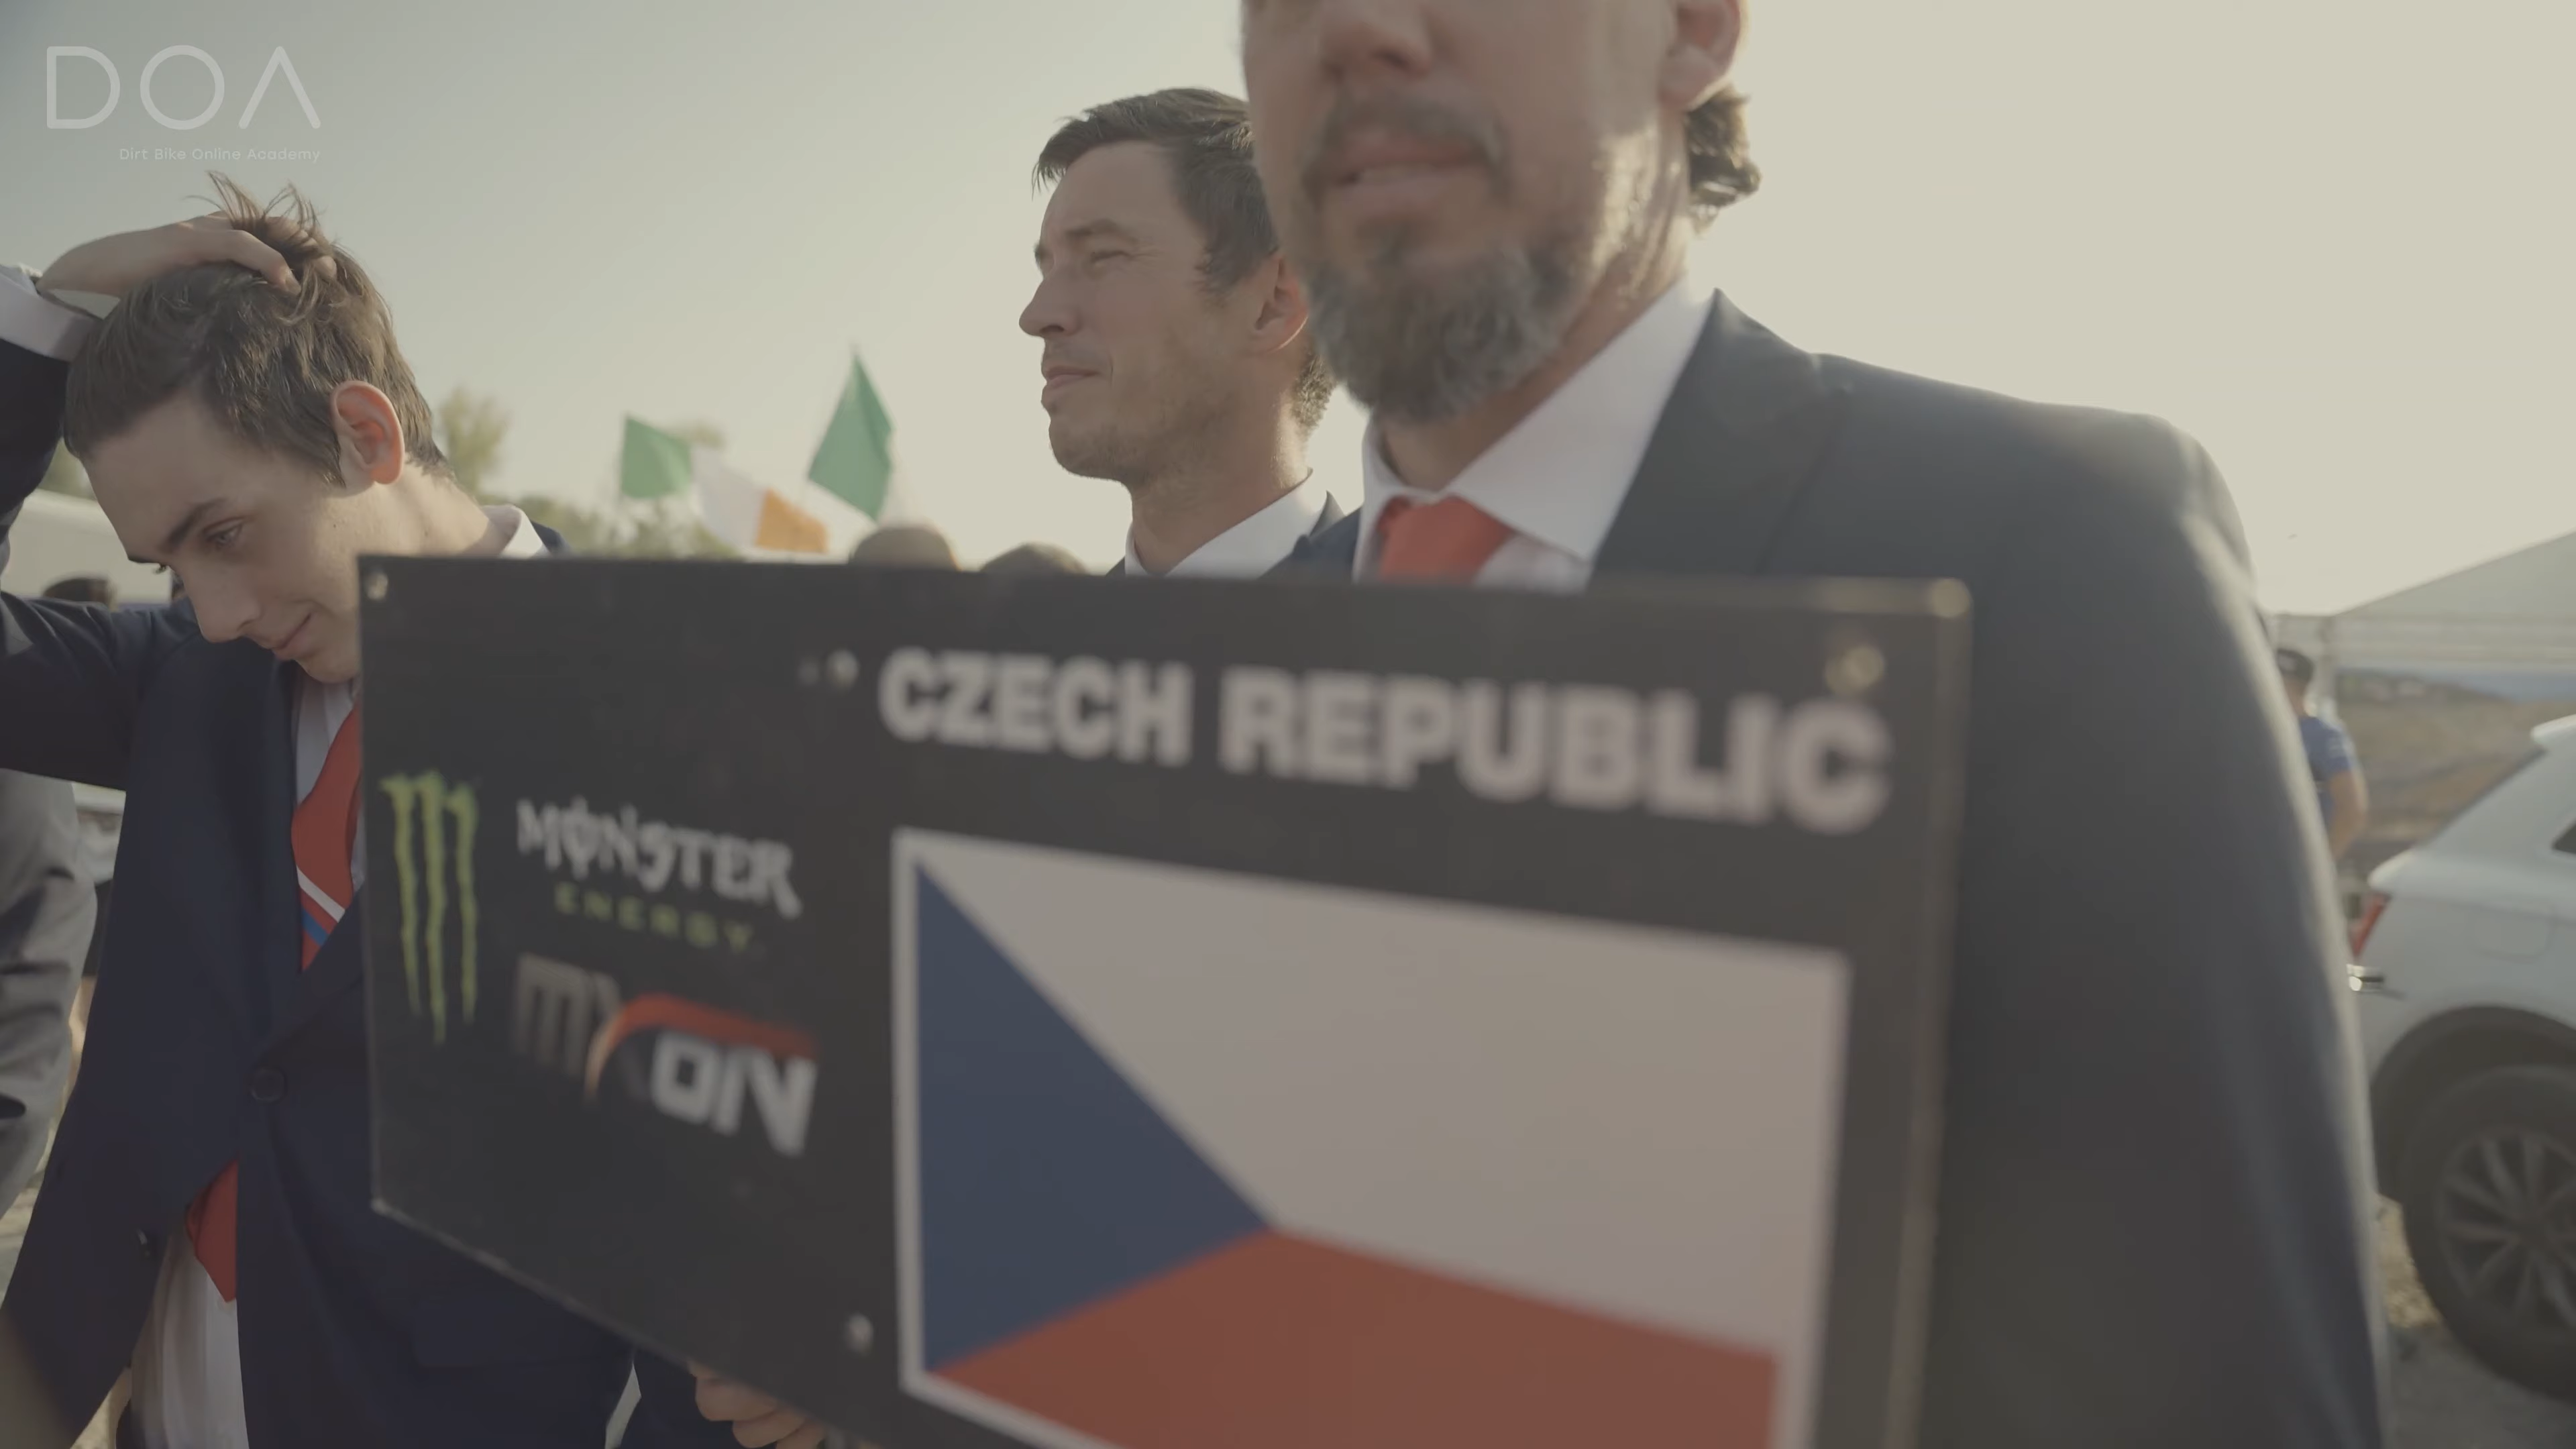 DOA
Dirt Bike Online Academy
CZECH REPUBLIC
MONSTER
ENERGY
MXON